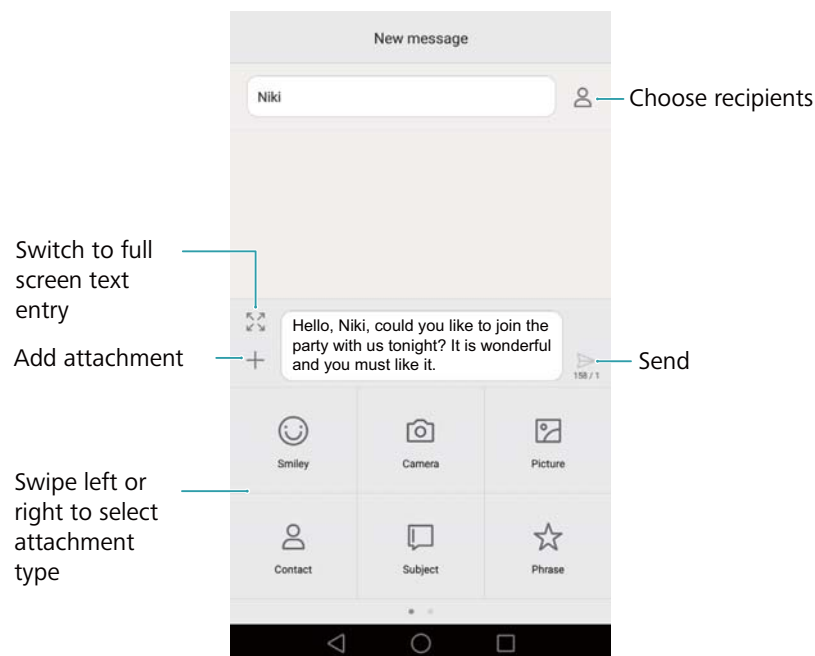 New message
Niki
Choose recipients
Switch to full
screen text
entry
Hello, Niki, could you like to join the
party with us tonight? It is wonderful
and you must like it.
Add attachment
Send
158 / 1
Smiley
Camera
Picture
Swipe left or
right to select
attachment
type
Contact
Subject
Phrase